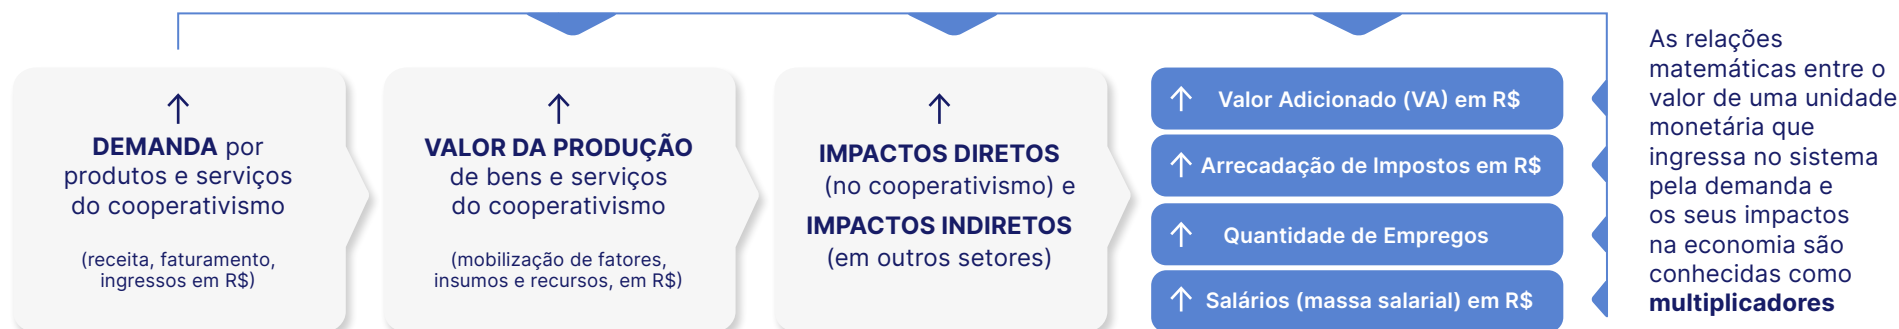 ↑
DEMANDA por
produtos e serviços
do cooperativismo
(receita, faturamento,
ingressos em R$)
↑
VALOR DA PRODUÇÃO
de bens e serviços
do cooperativismo
(mobilização de fatores,
insumos e recursos, em R$)
↑
IMPACTOS DIRETOS
(no cooperativismo) e
IMPACTOS INDIRETOS
(em outros setores)
↑ Valor Adicionado (VA) em R$
↑ Arrecadação de Impostos em R$
↑ Quantidade de Empregos
↑ Salários (massa salarial) em R$
As relações
matemáticas entre o
valor de uma unidade
monetária que
ingressa no sistema
pela demanda e
os seus impactos
na economia são
conhecidas como
multiplicadores